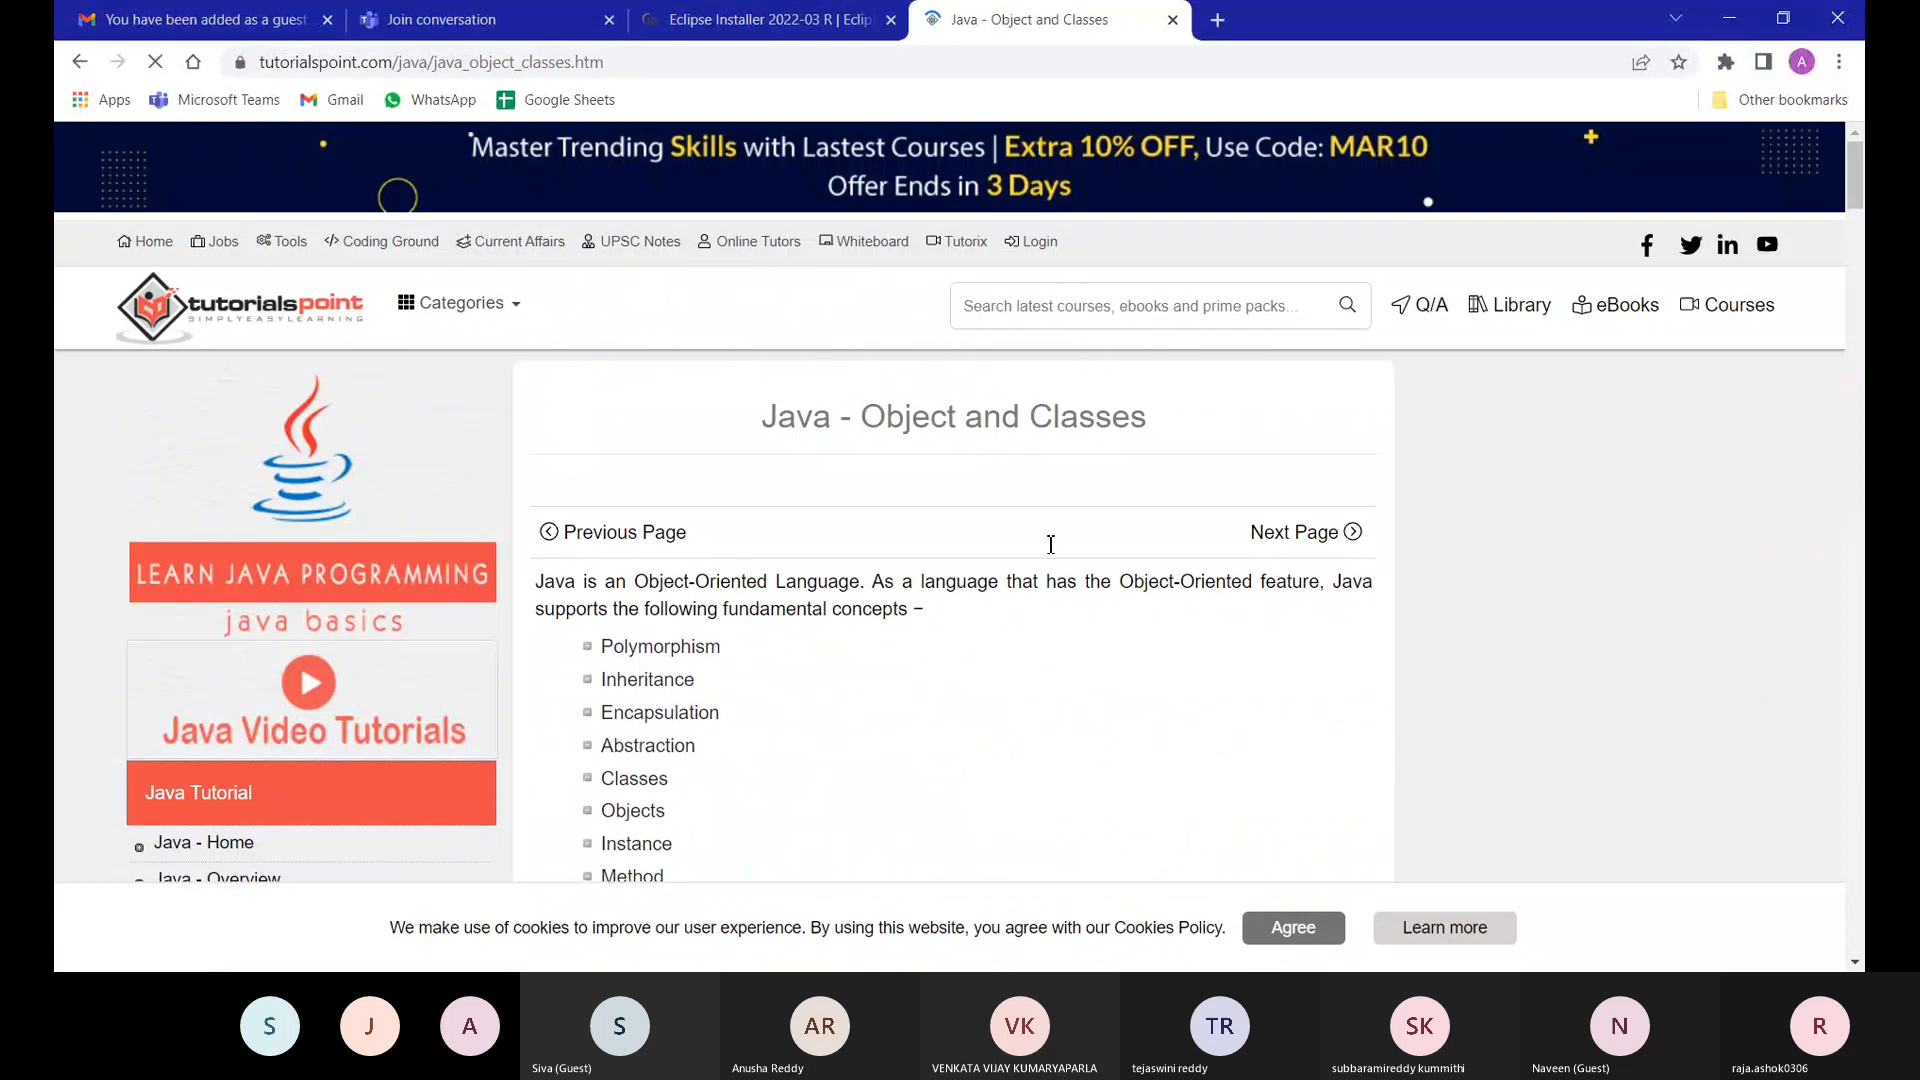 You have been added as a guest
Join conversation
Eclipse Installer 2022-03 R | Eclip
Java - Object and Classes
tutorialspoint.com/java/java_object_classes.htm
A
Apps
Microsoft Teams
Gmail
WhatsApp
Google Sheets
Other bookmarks
Master Trending Skills with Lastest Courses | Extra 10% OFF, Use Code: MAR10
Offer Ends in 3 Days
Home
Jobs
Tools
Coding Ground
Current Affairs
UPSC Notes
Online Tutors
Whiteboard
Tutorix
Login
tutorialspoint
SIMPLYEASYLEARNING
Categories
Search latest courses, ebooks and prime packs...
Q/A
Library
eBooks
Courses
LEARN JAVA PROGRAMMING
java basics
Java Video Tutorials
Java Tutorial
Java - Home
Java - Overview
Java - Object and Classes
Previous Page
Next Page
Java is an Object-Oriented Language. As a language that has the Object-Oriented feature, Java
supports the following fundamental concepts −
Polymorphism
Inheritance
Encapsulation
Abstraction
Classes
Objects
Instance
Method
We make use of cookies to improve our user experience. By using this website, you agree with our Cookies Policy.
Agree
Learn more
S
J
A
S
AR
VK
TR
SK
N
R
Siva (Guest)
Anusha Reddy
VENKATA VIJAY KUMARYAPARLA
tejaswini reddy
subbaramireddy kummithi
Naveen (Guest)
raja.ashok0306